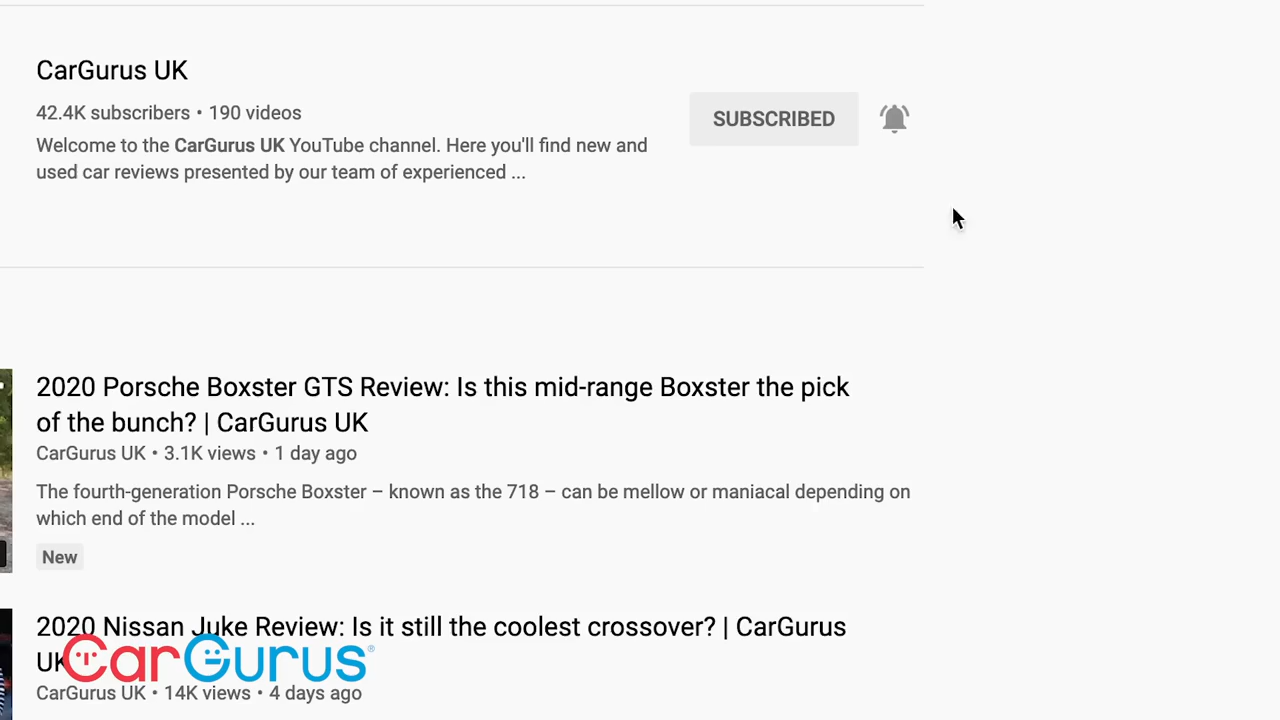 CarGurus UK
42.4K subscribers • 190 videos
SUBSCRIBED
Welcome to the CarGurus UK YouTube channel. Here you'll find new and
used car reviews presented by our team of experienced ...
2020 Porsche Boxster GTS Review: Is this mid-range Boxster the pick
of the bunch? | CarGurus UK
CarGurus UK • 3.1K views • 1 day ago
The fourth-generation Porsche Boxster – known as the 718 – can be mellow or maniacal depending on
which end of the model ...
New
2020 Nissan Juke Review: Is it still the coolest crossover? | CarGurus
UK
CarGurus®
CarGurus UK • 14K views • 4 days ago